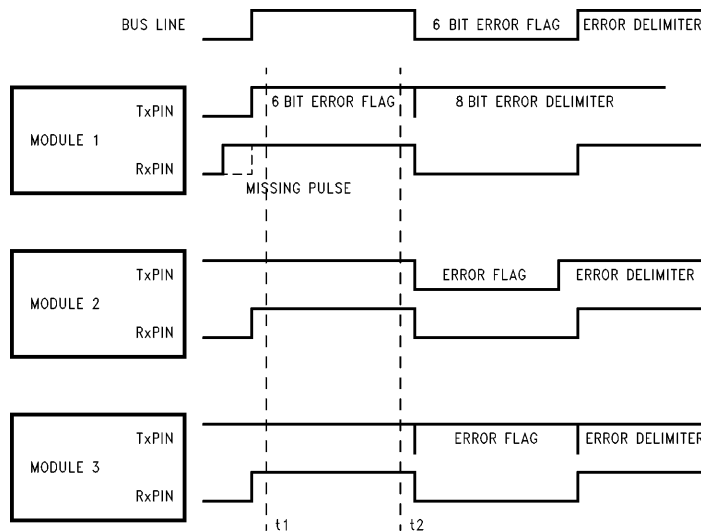 BUS LINE
6 BIT ERROR FLAG
ERROR DELIMITER
MODULE 1
TxPIN
6 BIT ERROR FLAG
8 BIT ERROR DELIMITER
RxPIN
MISSING PULSE
MODULE 2
TxPIN
ERROR FLAG
ERROR DELIMITER
RxPIN
MODULE 3
TxPIN
ERROR FLAG
ERROR DELIMITER
RxPIN
t1
t2